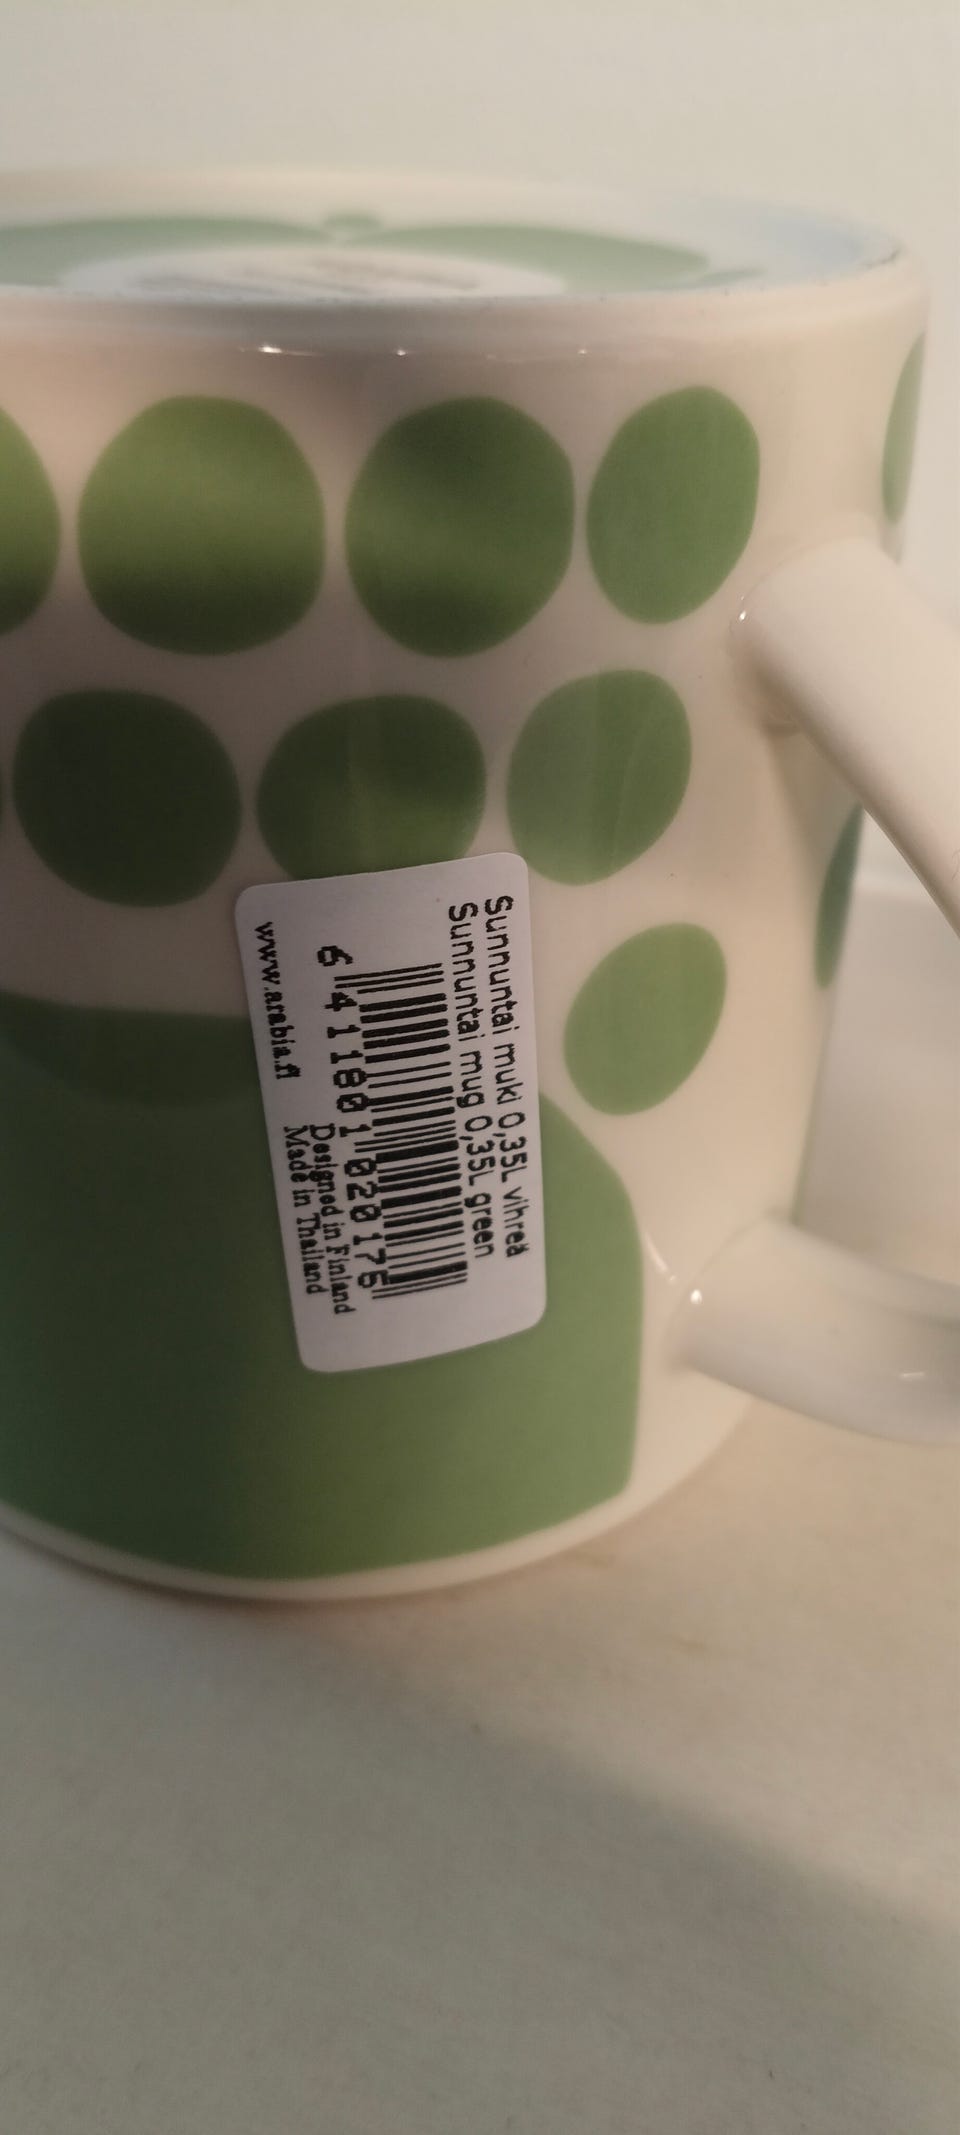 Sunnuntai muki 0,35L vihreä
Sunnuntai mug 0,35L green
6 411801 020175
Designed in Finland
Made in Thailand
www.arabia.fi